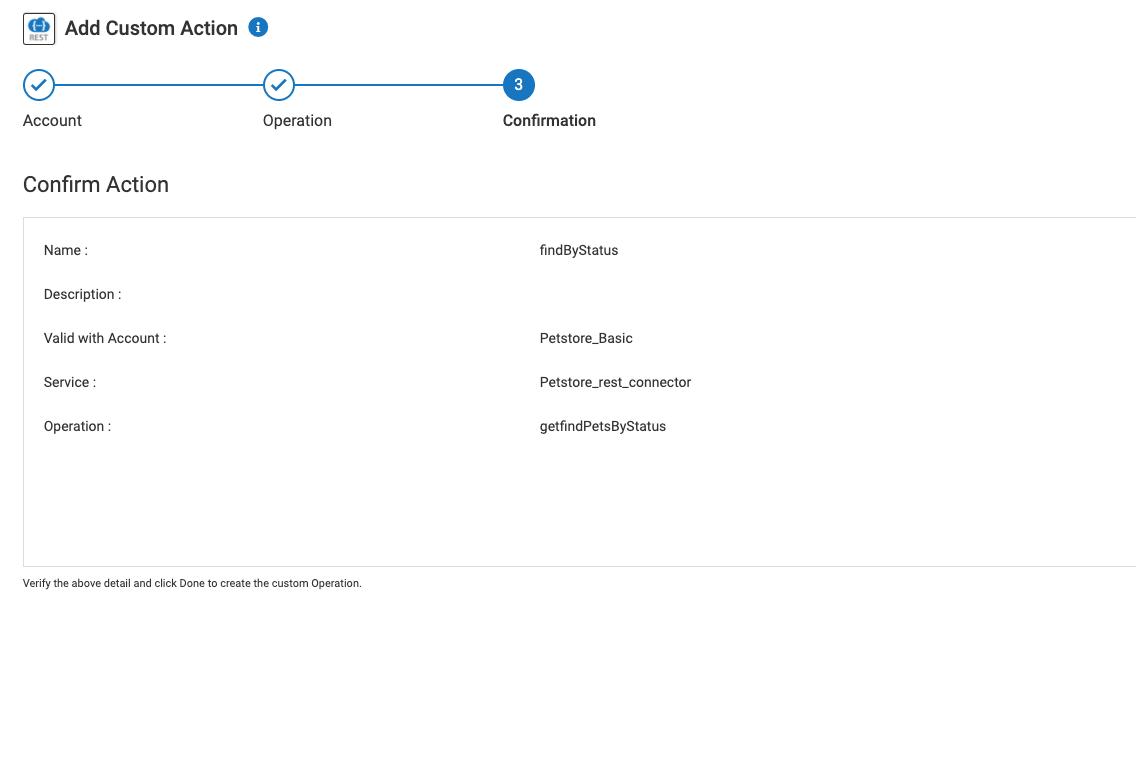 REST
Add Custom Action
i
3
Account Operation Confirmation
Confirm Action
Name : findByStatus
Description :
Valid with Account : Petstore_Basic
Service : Petstore_rest_connector
Operation : getfindPetsByStatus
Verify the above detail and click Done to create the custom Operation.